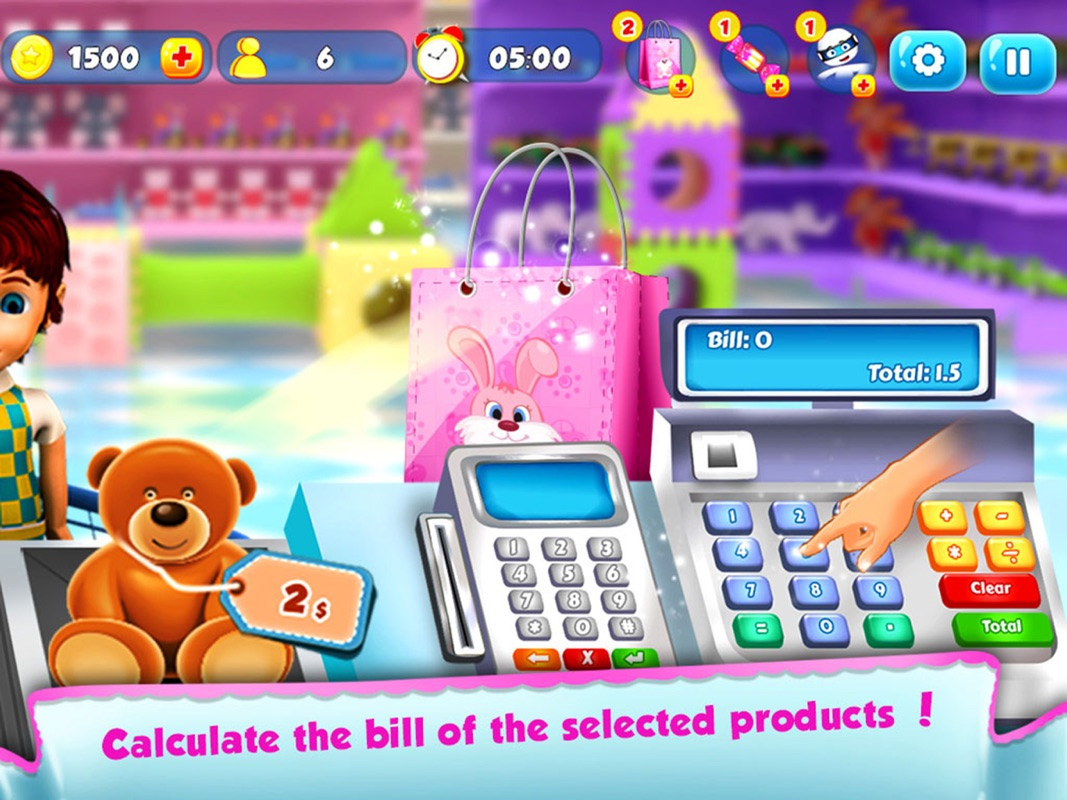 1500 6 05:00 2 1 1
Bill: 0
Total: 1.5
2 $
1 2 3
4 5 6
7 8 9
* 0 #
X
1 2 + -
4 * ÷
7 8 9 Clear
= 0 . Total
Calculate the bill of the selected products !